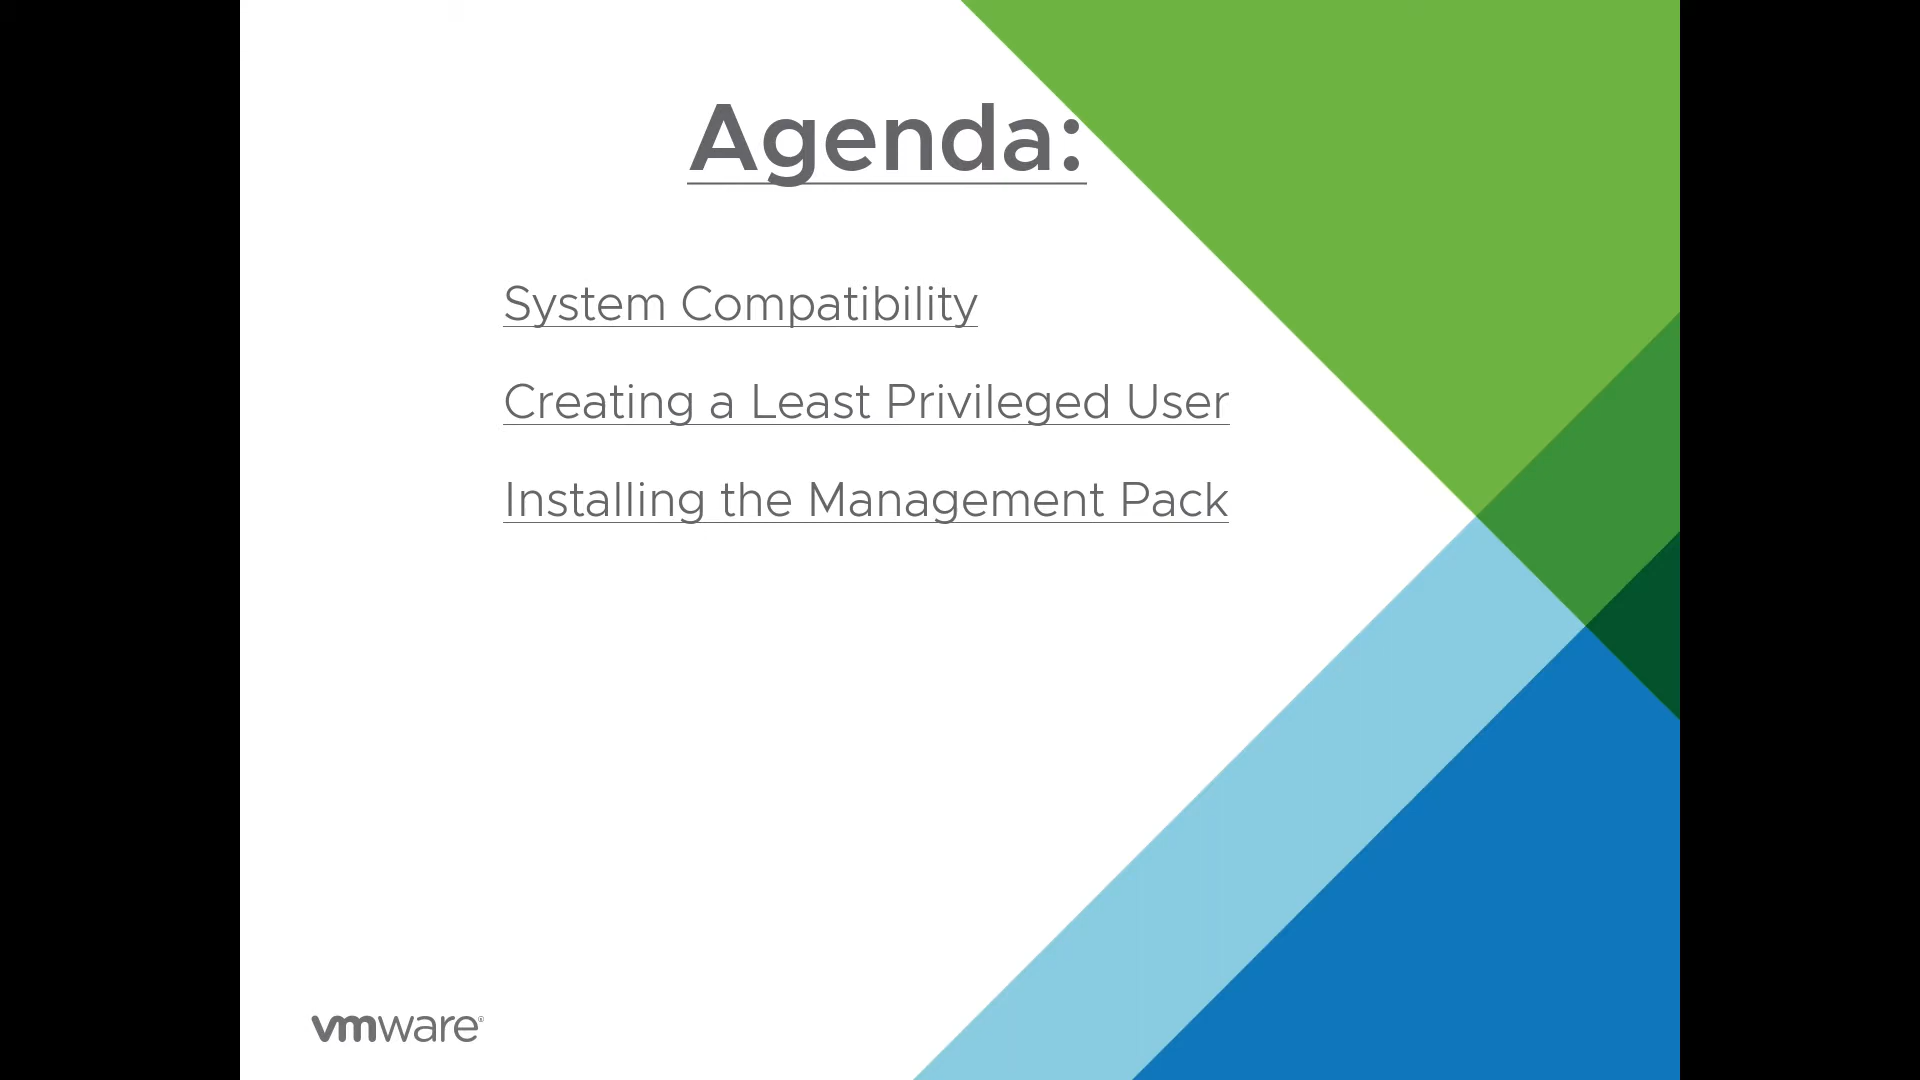 Agenda:
System Compatibility
Creating a Least Privileged User
Installing the Management Pack
vmware®